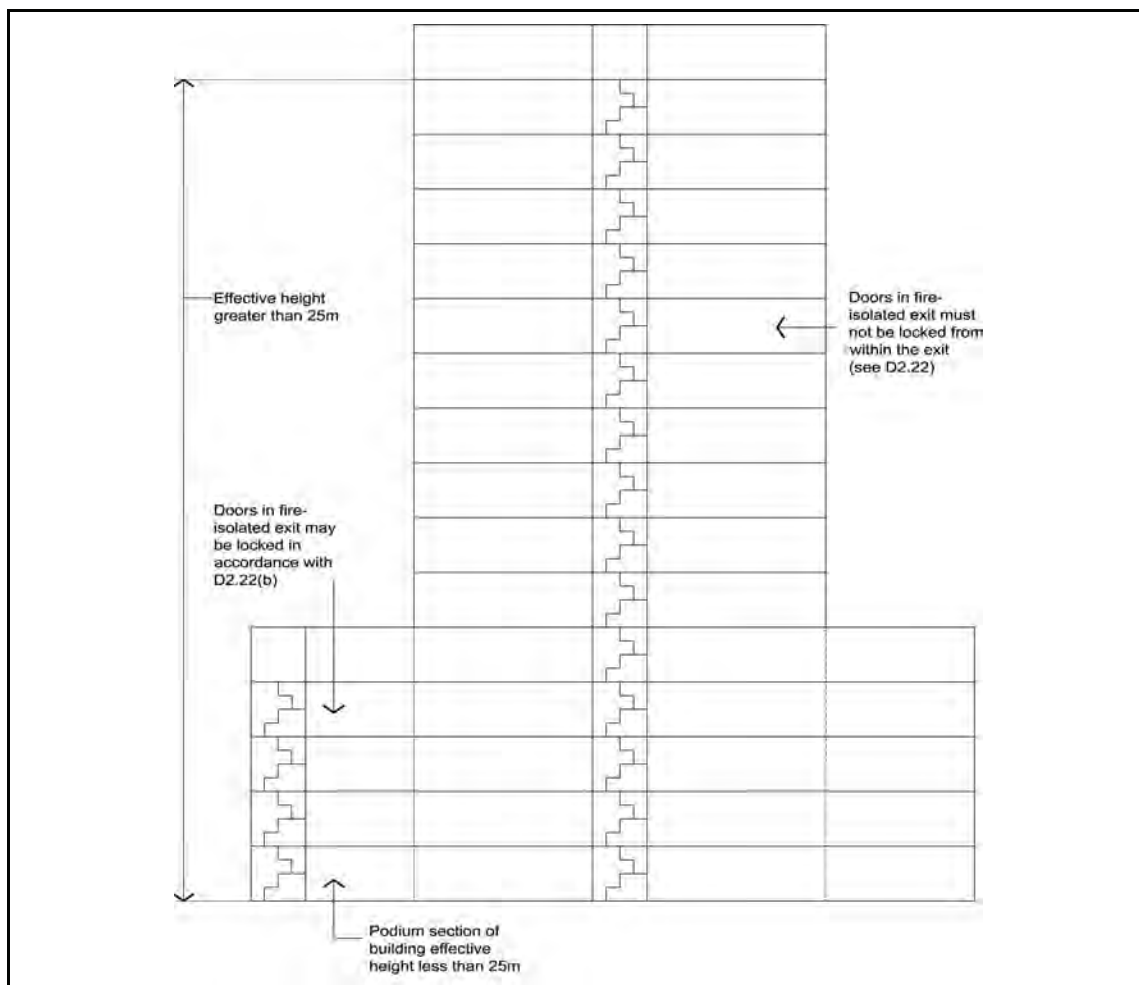 Effective height
greater than 25m
Doors in fire-
isolated exit must
not be locked from
within the exit
(see D2.22)
Doors in fire-
isolated exit may
be locked in
accordance with
D2.22(b)
Podium section of
building effective
height less than 25m